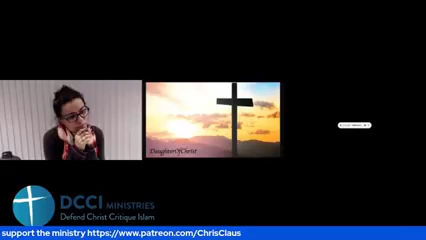 DaughterOfChrist
DCCI MINISTRIES
Defend Christ Critique Islam
support the ministry https://www.patreon.com/ChrisClaus